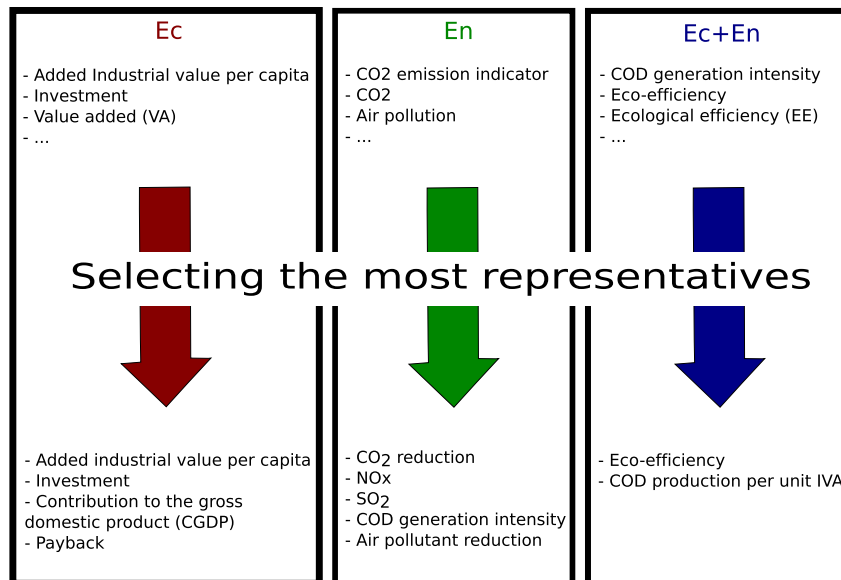 Ec
- Added Industrial value per capita
- Investment
- Value added (VA)
- ...
En
- CO2 emission indicator
- CO2
- Air pollution
- ...
Ec+En
- COD generation intensity
- Eco-efficiency
- Ecological efficiency (EE)
- ...
Selecting the most representatives
- Added industrial value per capita
- Investment
- Contribution to the gross
domestic product (CGDP)
- Payback
- CO2 reduction
- NOx
- SO2
- COD generation intensity
- Air pollutant reduction
- Eco-efficiency
- COD production per unit IVA